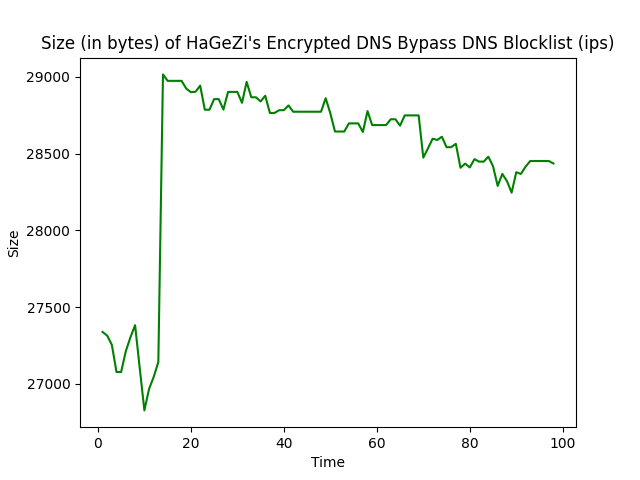 Size (in bytes) of HaGeZi's Encrypted DNS Bypass DNS Blocklist (ips)
29000
28500
28000
27500
27000
Size
0 20 40 60 80 100
Time